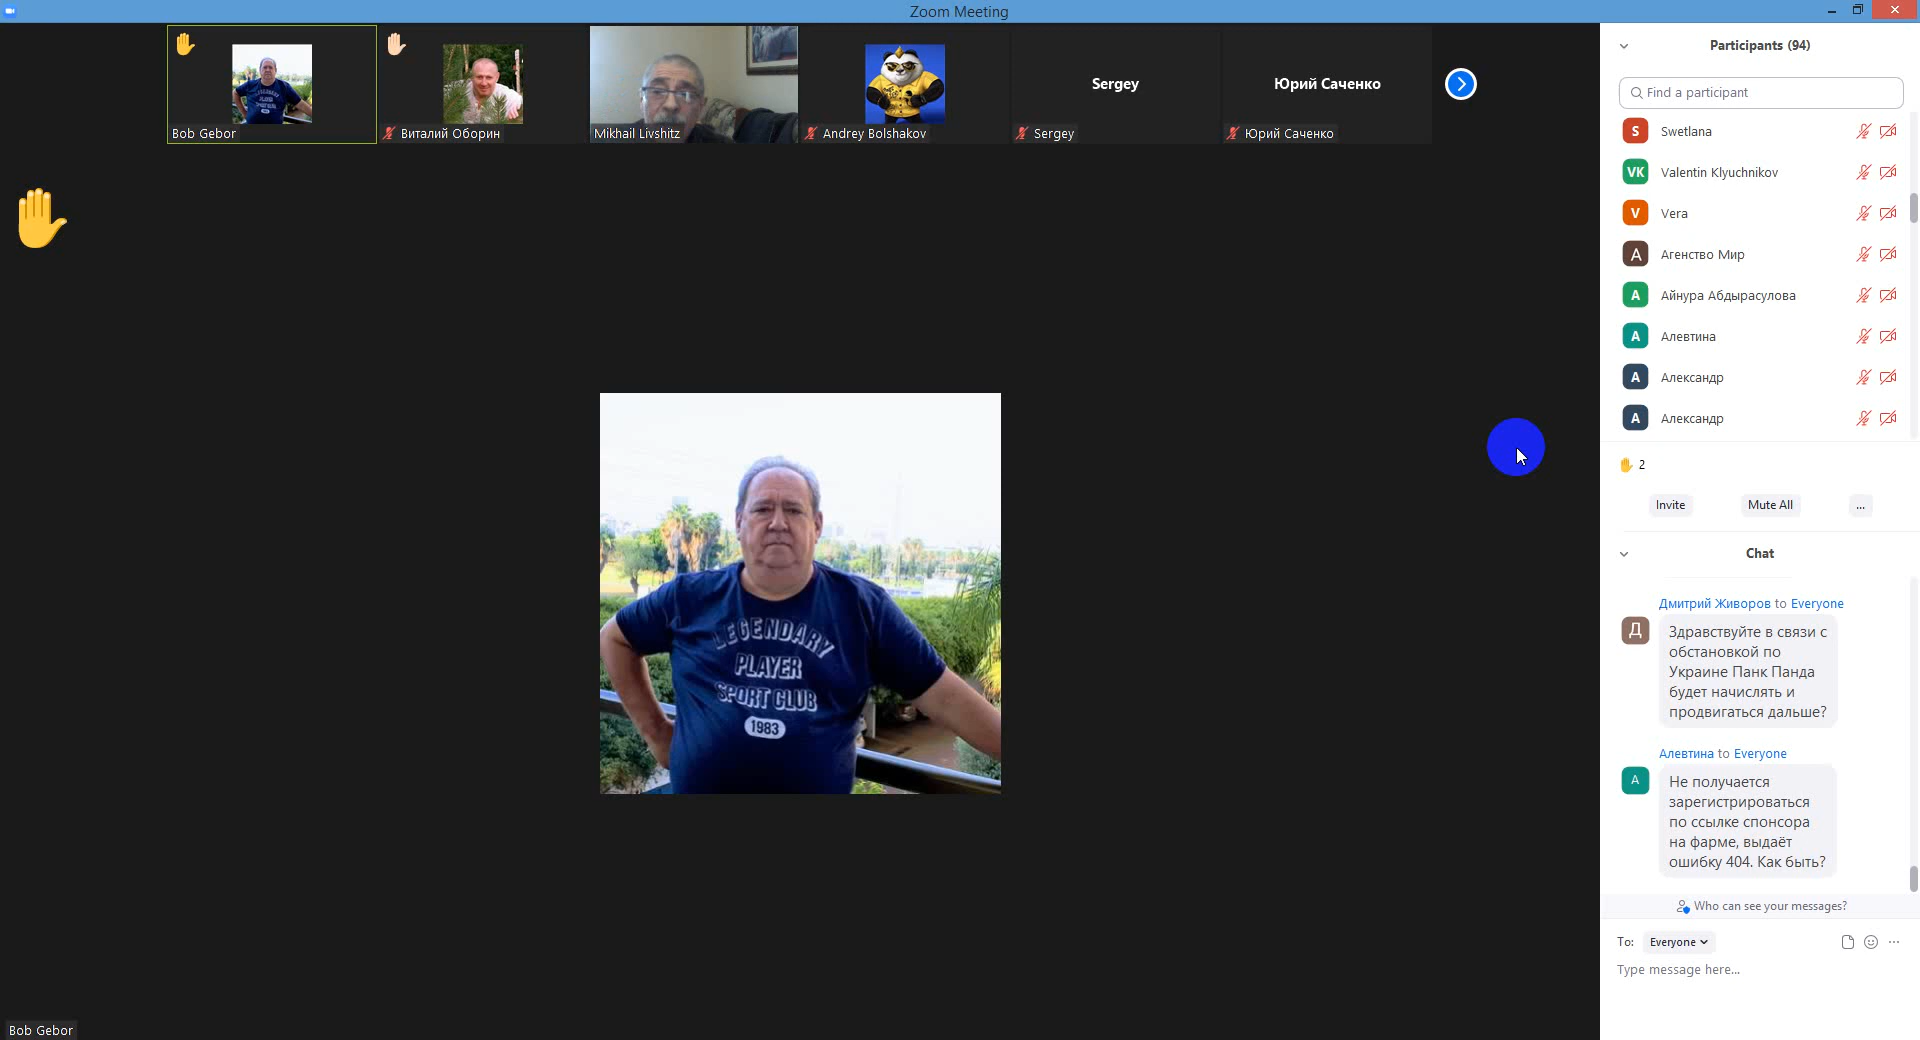 Zoom Meeting
Bob Gebor
Виталий Оборин
Mikhail Livshitz
Andrey Bolshakov
Sergey
Sergey
Юрий Саченко
Юрий Саченко
LEGENDARY
PLAYER
SPORT CLUB
1983
Bob Gebor
Participants (94)
Find a participant
S Swetlana
VK Valentin Klyuchnikov
V Vera
А Агенство Мир
А Айнура Абдырасулова
А Алевтина
А Александр
А Александр
2
Invite Mute All ...
Chat
Дмитрий Живоров to Everyone
Д
Здравствуйте в связи с
обстановкой по
Украине Панк Панда
будет начислять и
продвигаться дальше?
Алевтина to Everyone
А
Не получается
зарегистрироваться
по ссылке спонсора
на фарме, выдаёт
ошибку 404. Как быть?
Who can see your messages?
To: Everyone
Type message here...